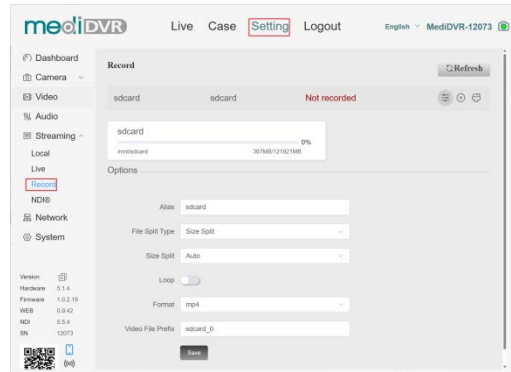 mediDVR Live Case Setting Logout English MediDVR-12073
Dashboard
Camera
Video
Audio
Streaming
Local
Live
Record
NDI®
Network
System
Version
Hardware 5.1.4
Firmware 1.0.2.19
WEB 0.9.42
NDI 5.5.4
SN 12073
Record
Refresh
sdcard sdcard Not recorded
sdcard
0%
/mnt/sdcard 367MB/121821MB
Options
Alias sdcard
File Split Type Size Split
Size Split Auto
Loop
Format mp4
Video File Prefix sdcard_0
Save